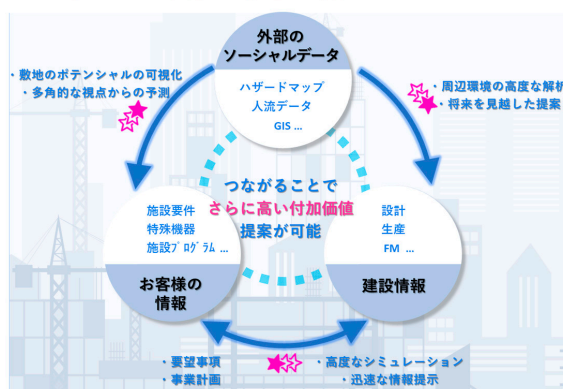 外部の
ソーシャルデータ
ハザードマップ
人流データ
GIS ...
・敷地のポテンシャルの可視化
・多角的な視点からの予測
・周辺環境の高度な解析
・将来を見越した提案
つながることで
さらに高い付加価値
提案が可能
施設要件
特殊機器
施設ﾌﾟﾛｸﾞﾗﾑ ...
お客様の
情報
設計
生産
FM ...
建設情報
・要望事項
・事業計画
・高度なシミュレーション
・迅速な情報提示